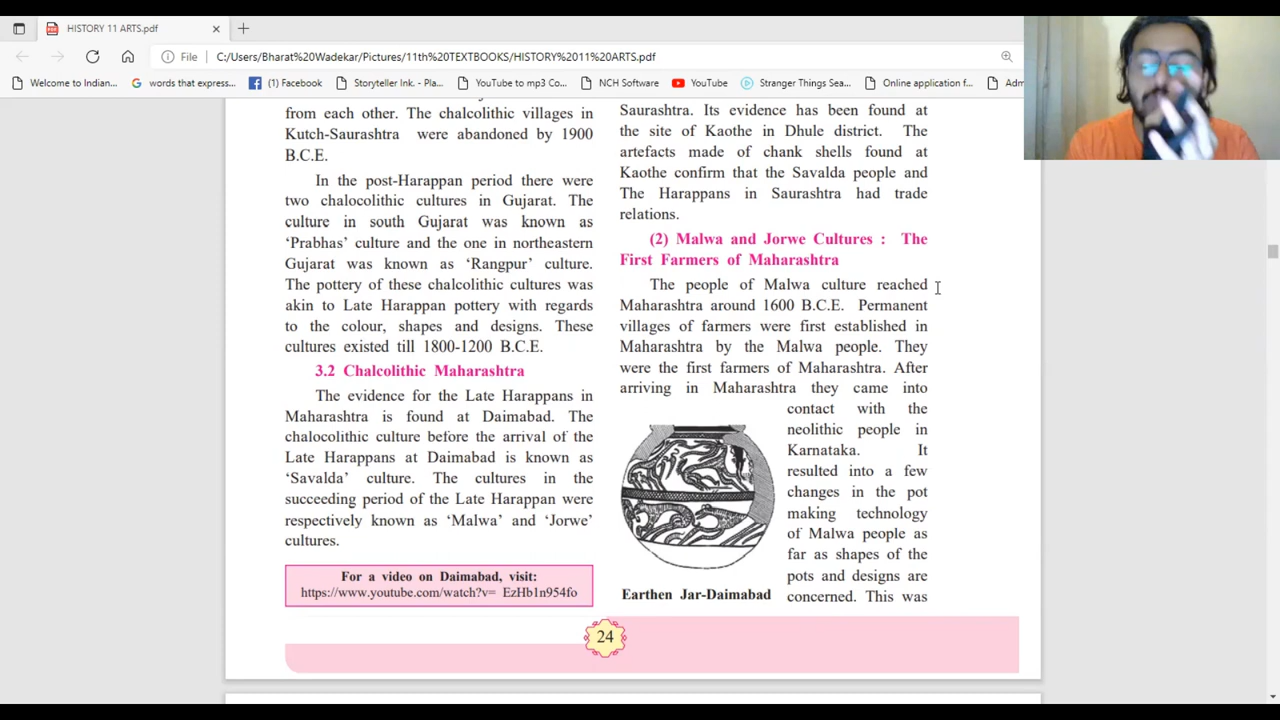 HISTORY 11 ARTS.pdf
File
C:/Users/Bharat%20Wadekar/Pictures/11th%20TEXTBOOKS/HISTORY%2011%20ARTS.pdf
Welcome to Indian...
words that express...
Facebook
Storyteller Ink. - Pla...
YouTube to mp3 Co...
NCH Software
YouTube
Stranger Things Sea...
Online application f...
Adm
from each other. The chalcolithic villages in
Kutch-Saurashtra were abandoned by 1900
B.C.E.
In the post-Harappan period there were
two chalocolithic cultures in Gujarat. The
culture in south Gujarat was known as
‘Prabhas’ culture and the one in northeastern
Gujarat was known as ‘Rangpur’ culture.
The pottery of these chalcolithic cultures was
akin to Late Harappan pottery with regards
to the colour, shapes and designs. These
cultures existed till 1800-1200 B.C.E.
3.2 Chalcolithic Maharashtra
The evidence for the Late Harappans in
Maharashtra is found at Daimabad. The
chalocolithic culture before the arrival of the
Late Harappans at Daimabad is known as
‘Savalda’ culture. The cultures in the
succeeding period of the Late Harappan were
respectively known as ‘Malwa’ and ‘Jorwe’
cultures.
For a video on Daimabad, visit:
https://www.youtube.com/watch?v= EzHb1n954fo
Saurashtra. Its evidence has been found at
the site of Kaothe in Dhule district. The
artefacts made of chank shells found at
Kaothe confirm that the Savalda people and
The Harappans in Saurashtra had trade
relations.
(2) Malwa and Jorwe Cultures : The
First Farmers of Maharashtra
The people of Malwa culture reached
Maharashtra around 1600 B.C.E. Permanent
villages of farmers were first established in
Maharashtra by the Malwa people. They
were the first farmers of Maharashtra. After
arriving in Maharashtra they came into
contact with the
neolithic people in
Karnataka. It
resulted into a few
changes in the pot
making technology
of Malwa people as
far as shapes of the
pots and designs are
concerned. This was
Earthen Jar-Daimabad
24